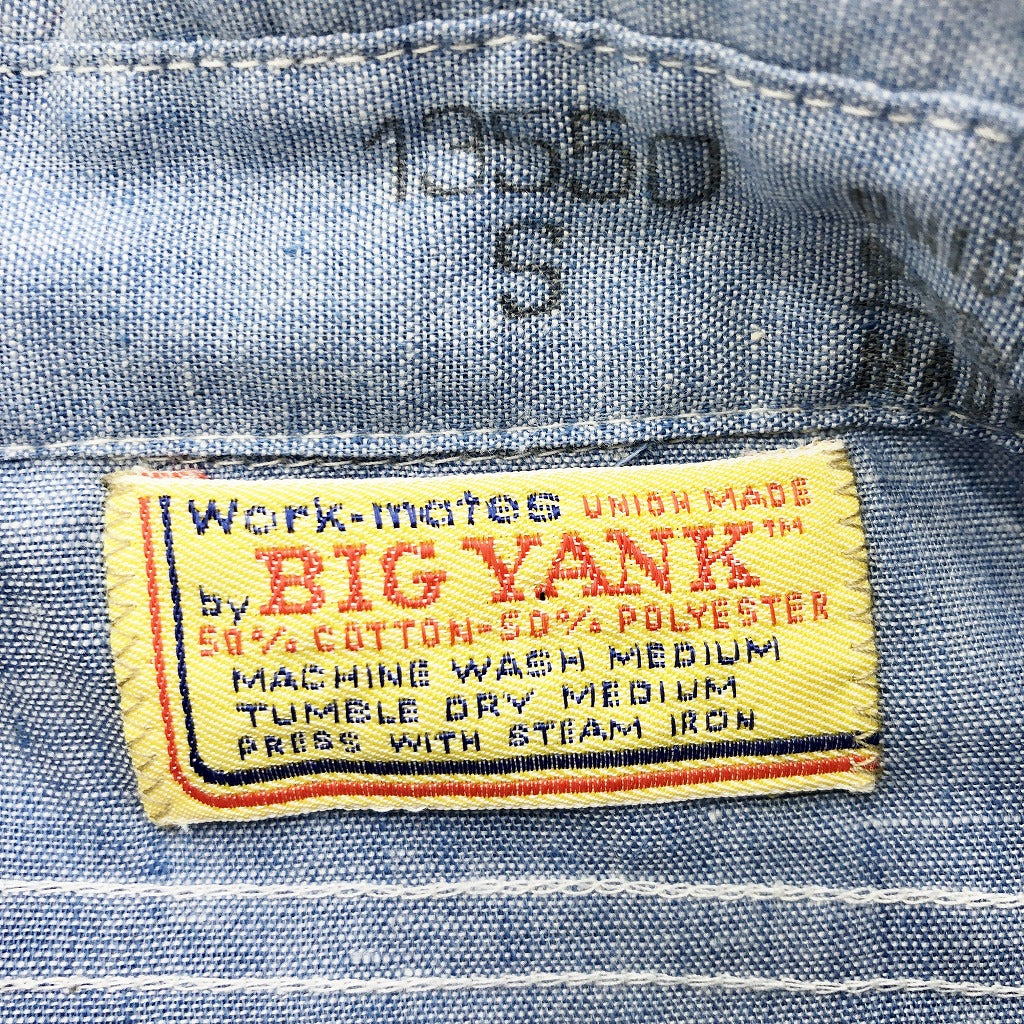 13550
S
Work-mates UNION MADE
by BIG YANK™
50% COTTON-50% POLYESTER
MACHINE WASH MEDIUM
TUMBLE DRY MEDIUM
PRESS WITH STEAM IRON